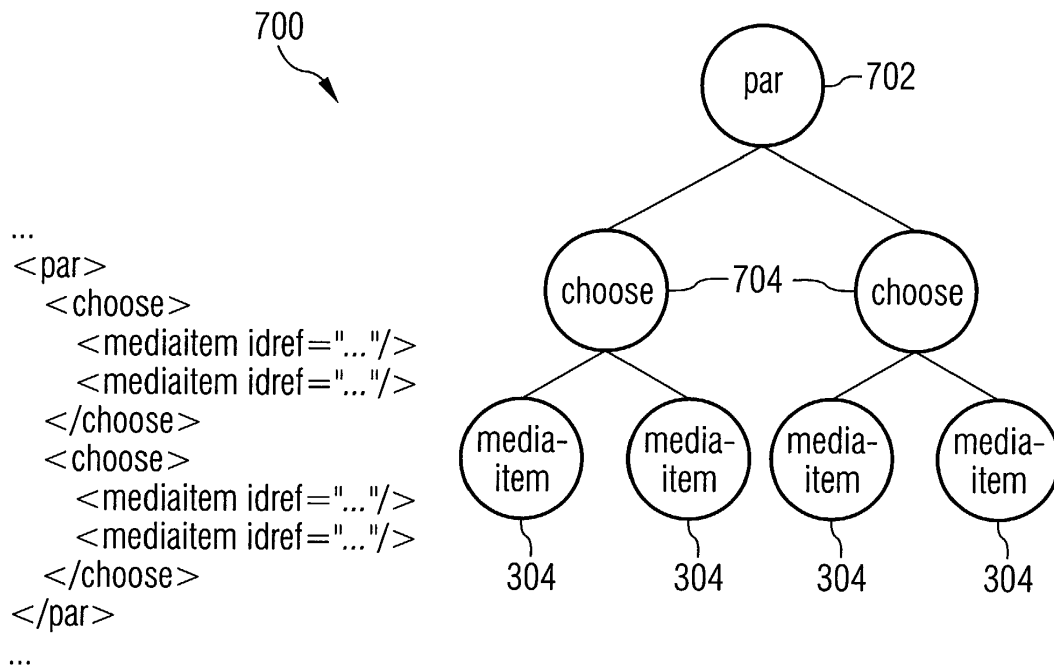 700
par
702
...
<par>
<choose>
<mediaitem idref="..."/>
<mediaitem idref="..."/>
</choose>
<choose>
<mediaitem idref="..."/>
<mediaitem idref="..."/>
</choose>
</par>
...
choose
704
choose
media-
item
media-
item
media-
item
media-
item
304
304
304
304